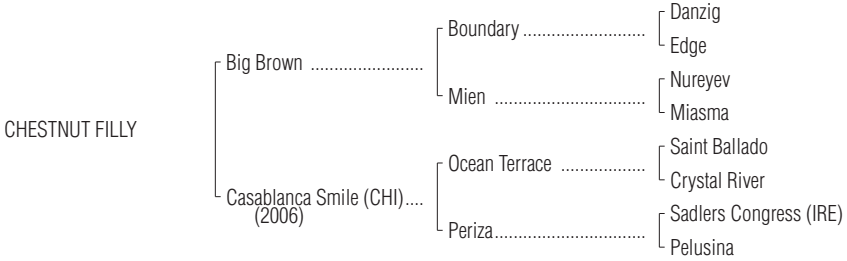 Danzig
Boundary ........................
Edge
Big Brown ......................
Nureyev
Mien ..............................
Miasma
CHESTNUT FILLY
Saint Ballado
Ocean Terrace .................
Crystal River
Casablanca Smile (CHI)....
(2006)
Sadlers Congress (IRE)
Periza..............................
Pelusina